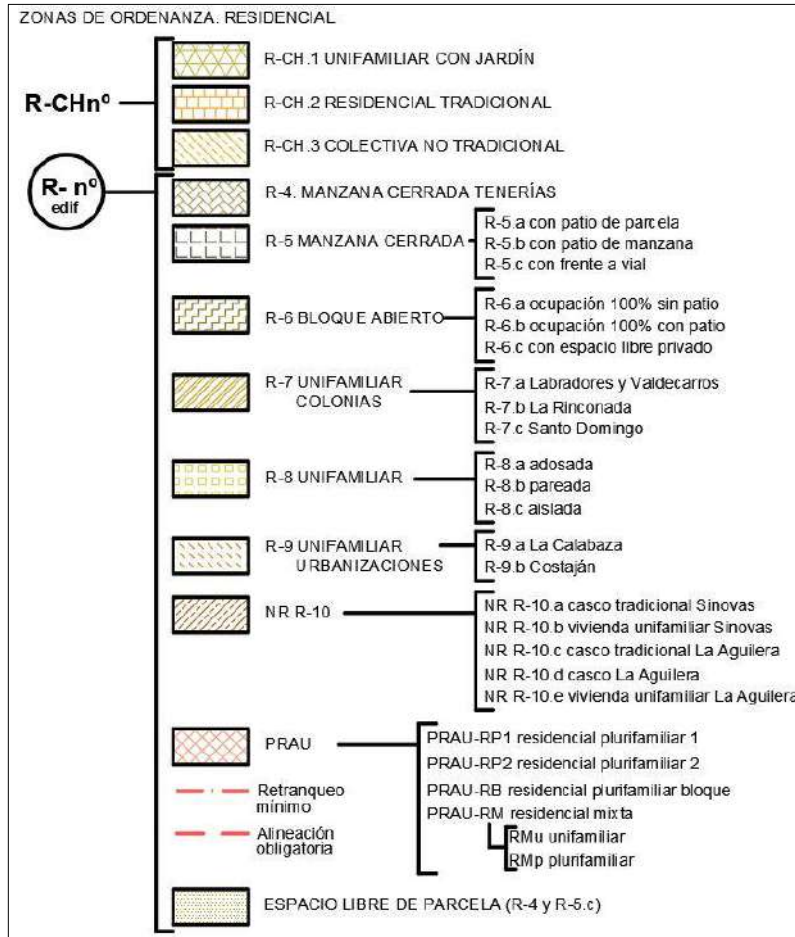 ZONAS DE ORDENANZA. RESIDENCIAL
R-CHnº
R-CH.1 UNIFAMILIAR CON JARDÍN
R-CH.2 RESIDENCIAL TRADICIONAL
R-CH.3 COLECTIVA NO TRADICIONAL
R- nº
edif
R-4. MANZANA CERRADA TENERÍAS
R-5 MANZANA CERRADA
R-5.a con patio de parcela
R-5.b con patio de manzana
R-5.c con frente a vial
R-6 BLOQUE ABIERTO
R-6.a ocupación 100% sin patio
R-6.b ocupación 100% con patio
R-6.c con espacio libre privado
R-7 UNIFAMILIAR
COLONIAS
R-7.a Labradores y Valdecarros
R-7.b La Rinconada
R-7.c Santo Domingo
R-8 UNIFAMILIAR
R-8.a adosada
R-8.b pareada
R-8.c aislada
R-9 UNIFAMILIAR
URBANIZACIONES
R-9.a La Calabaza
R-9.b Costaján
NR R-10
NR R-10.a casco tradicional Sinovas
NR R-10.b vivienda unifamiliar Sinovas
NR R-10.c casco tradicional La Aguilera
NR R-10.d casco La Aguilera
NR R-10.e vivienda unifamiliar La Aguilera
PRAU
PRAU-RP1 residencial plurifamiliar 1
PRAU-RP2 residencial plurifamiliar 2
PRAU-RB residencial plurifamiliar bloque
PRAU-RM residencial mixta
RMu unifamiliar
RMp plurifamiliar
Retranqueo
mínimo
Alineación
obligatoria
ESPACIO LIBRE DE PARCELA (R-4 y R-5.c)